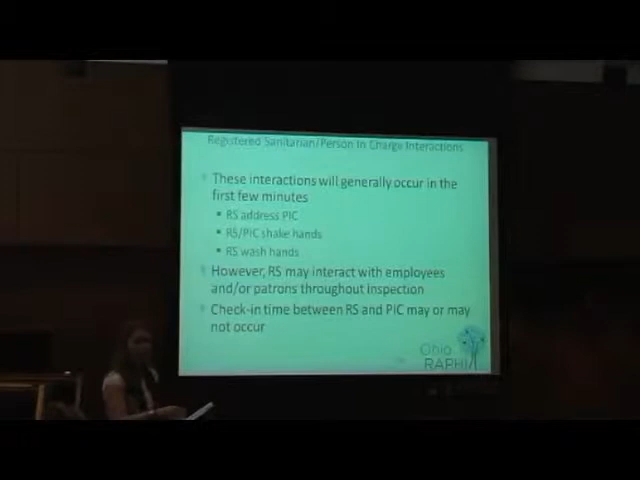 Registered Sanitarian/Person In Charge Interactions
These interactions will generally occur in the
first few minutes
RS address PIC
RS/PIC shake hands
RS wash hands
However, RS may interact with employees
and/or patrons throughout inspection
Check-in time between RS and PIC may or may
not occur
Ohio
RAPHI